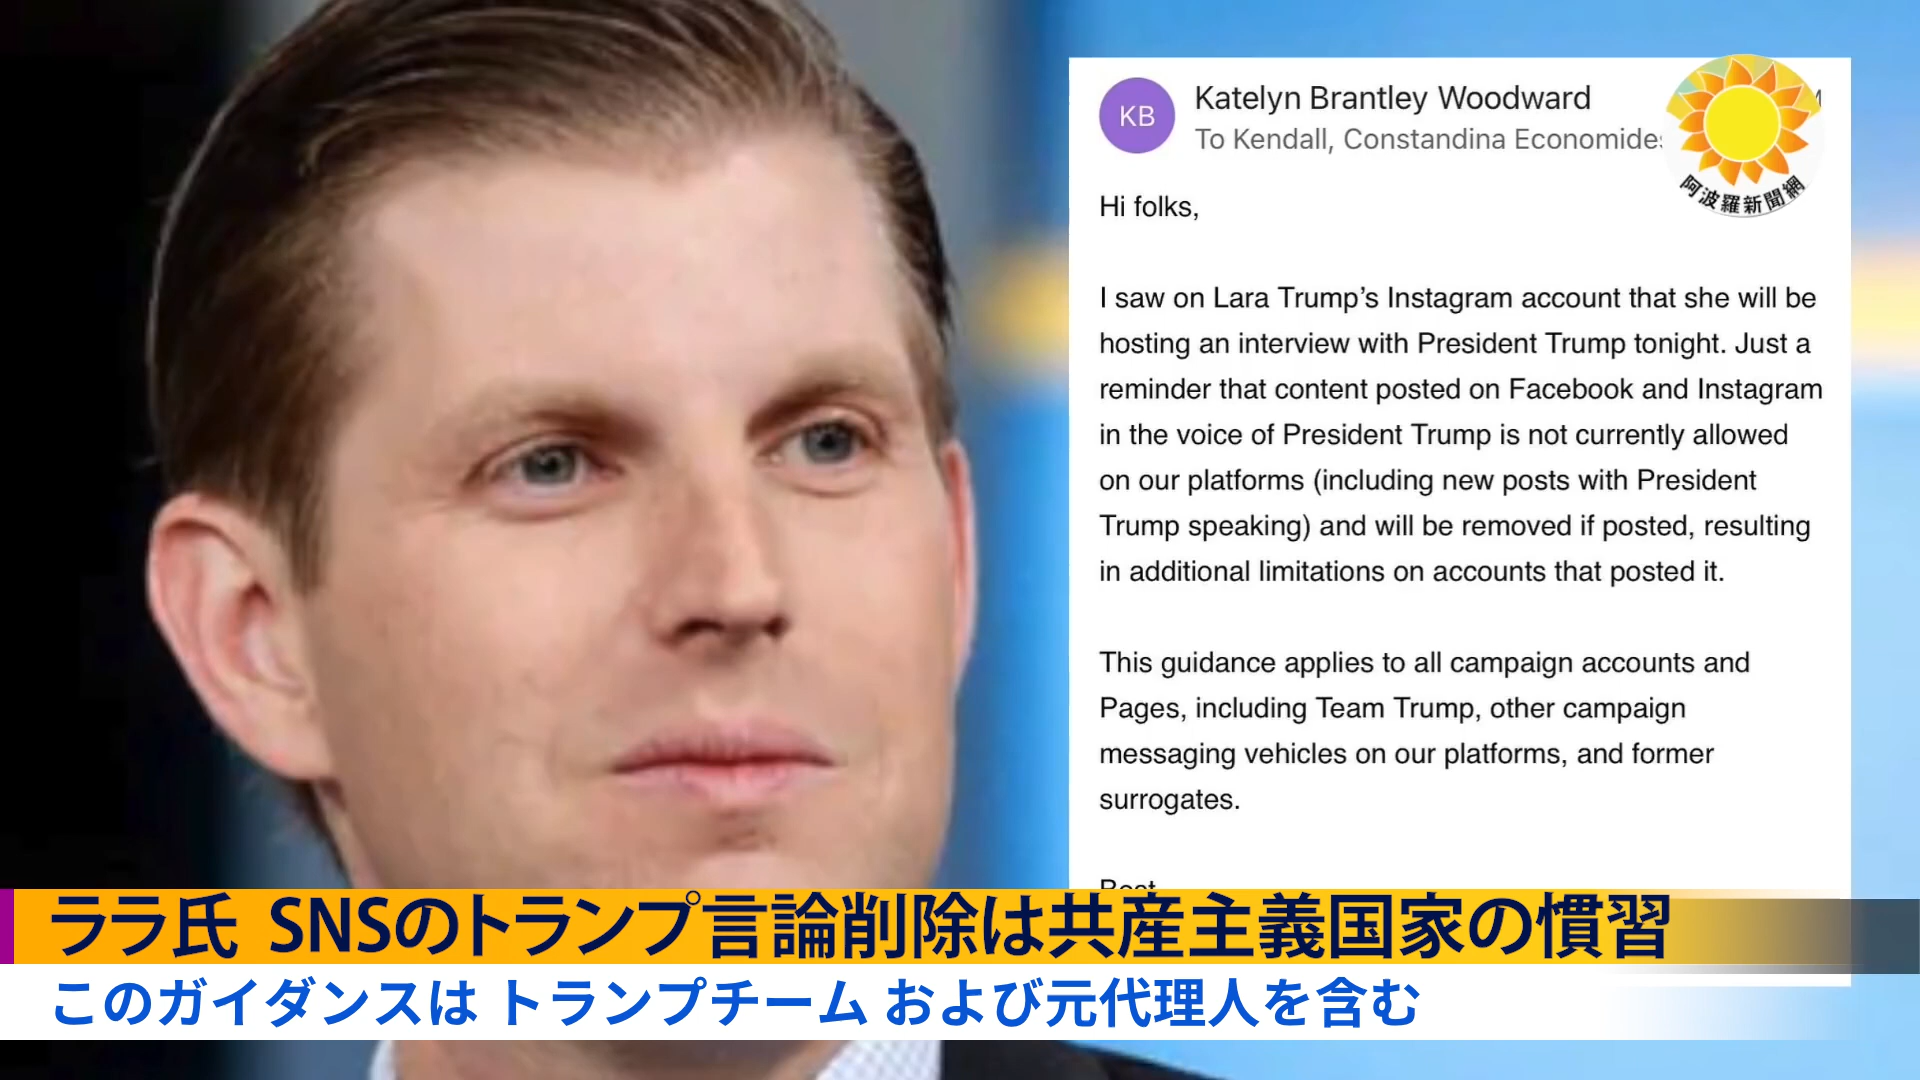 KB
Katelyn Brantley Woodward
To Kendall, Constandina
阿波羅新聞網
Hi folks,
I saw on Lara Trump’s Instagram account that she will be
hosting an interview with President Trump tonight. Just a
reminder that content posted on Facebook and Instagram
in the voice of President Trump is not currently allowed
on our platforms (including new posts with President
Trump speaking) and will be removed if posted, resulting
in additional limitations on accounts that posted it.
This guidance applies to all campaign accounts and
Pages, including Team Trump, other campaign
messaging vehicles on our platforms, and former
surrogates.
ララ氏 SNSのトランプ言論削除は共産主義国家の慣習
このガイダンスは トランプチーム および元代理人を含む